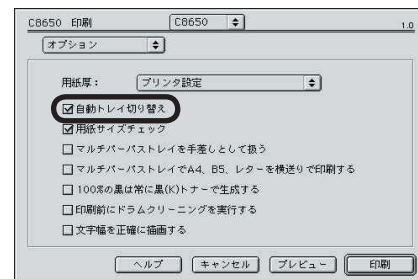 C8650 印刷 C8650 1.0
オプション
用紙厚： プリンタ設定
自動トレイ切り替え
用紙サイズチェック
マルチパーパストレイを手差しとして扱う
マルチパーパストレイでA4、B5、レターを横送りで印刷する
100%の黒は常に黒(K)トナーで生成する
印刷前にドラムクリーニングを実行する
文字幅を正確に描画する
ヘルプ キャンセル プレビュー 印刷